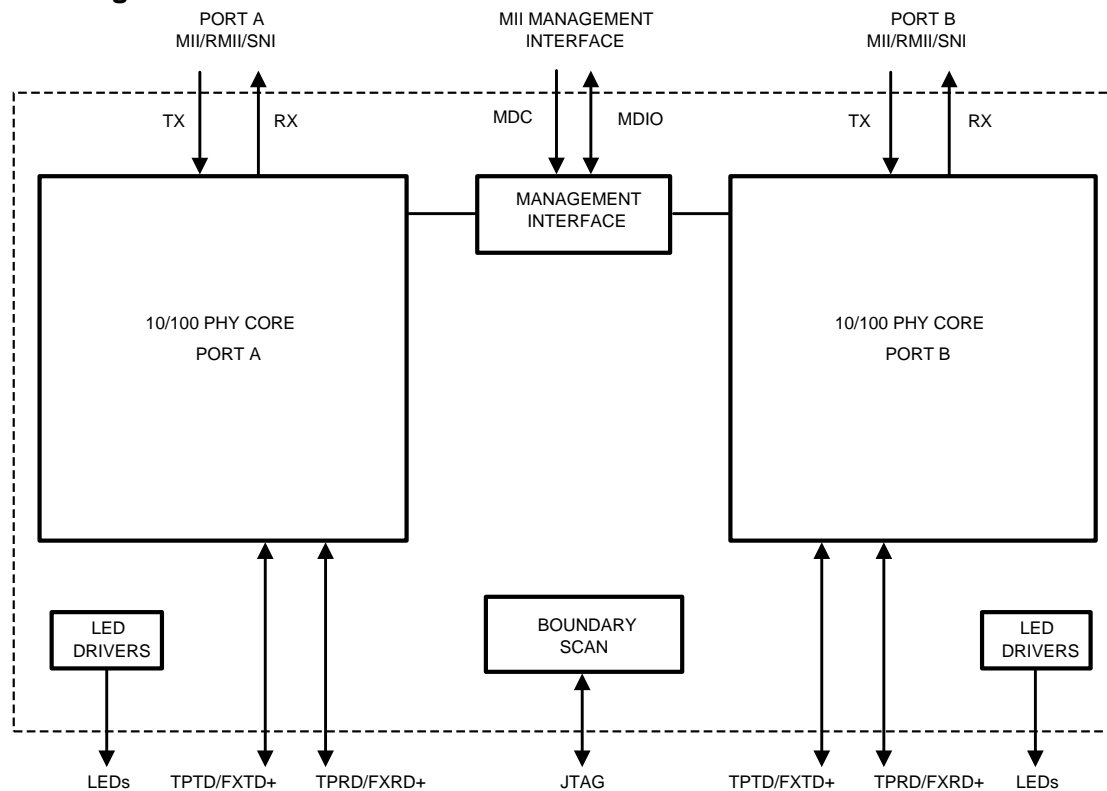 PORT A
MII/RMII/SNI
MII MANAGEMENT
INTERFACE
PORT B
MII/RMII/SNI
TX
RX
MDC
MDIO
TX
RX
MANAGEMENT
INTERFACE
10/100 PHY CORE
PORT A
10/100 PHY CORE
PORT B
LED
DRIVERS
BOUNDARY
SCAN
LED
DRIVERS
LEDs
TPTD/FXTD+
TPRD/FXRD+
JTAG
TPTD/FXTD+
TPRD/FXRD+
LEDs